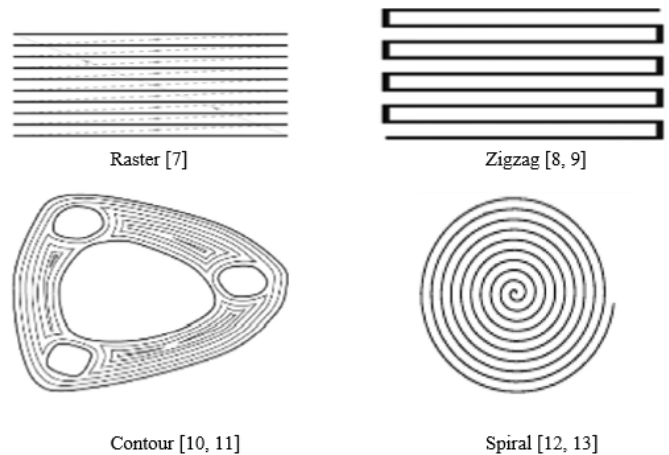 Raster [7]
Zigzag [8, 9]
Contour [10, 11]
Spiral [12, 13]